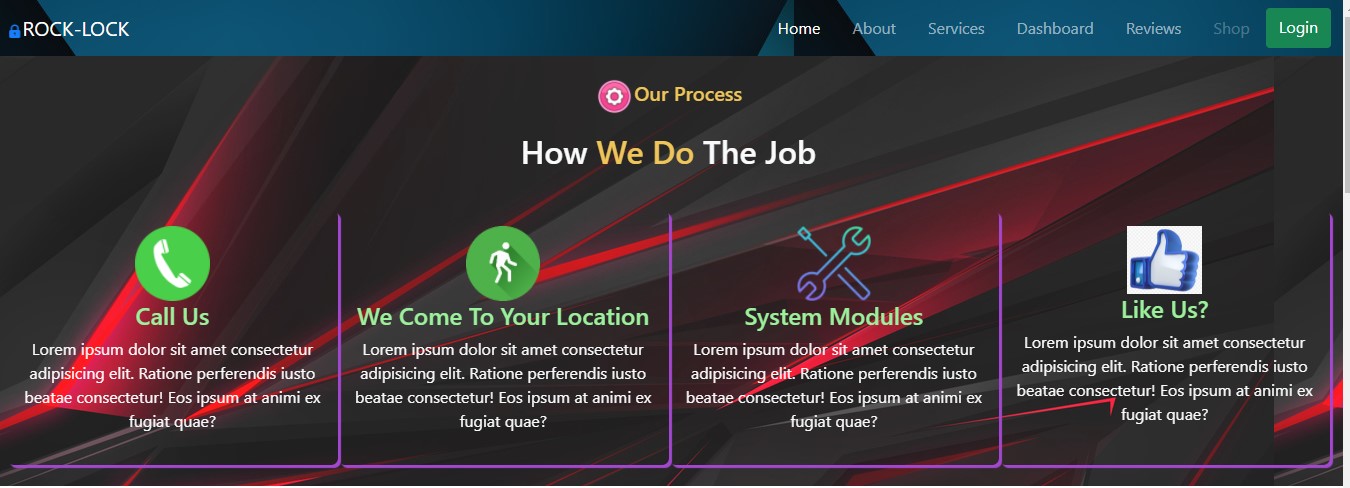 ROCK-LOCK
Home About Services Dashboard Reviews Shop Login
Our Process
How We Do The Job
Call Us
Lorem ipsum dolor sit amet consectetur
adipisicing elit. Ratione perferendis iusto
beatae consectetur! Eos ipsum at animi ex
fugiat quae?
We Come To Your Location
Lorem ipsum dolor sit amet consectetur
adipisicing elit. Ratione perferendis iusto
beatae consectetur! Eos ipsum at animi ex
fugiat quae?
System Modules
Lorem ipsum dolor sit amet consectetur
adipisicing elit. Ratione perferendis iusto
beatae consectetur! Eos ipsum at animi ex
fugiat quae?
Like Us?
Lorem ipsum dolor sit amet consectetur
adipisicing elit. Ratione perferendis iusto
beatae consectetur! Eos ipsum at animi ex
fugiat quae?